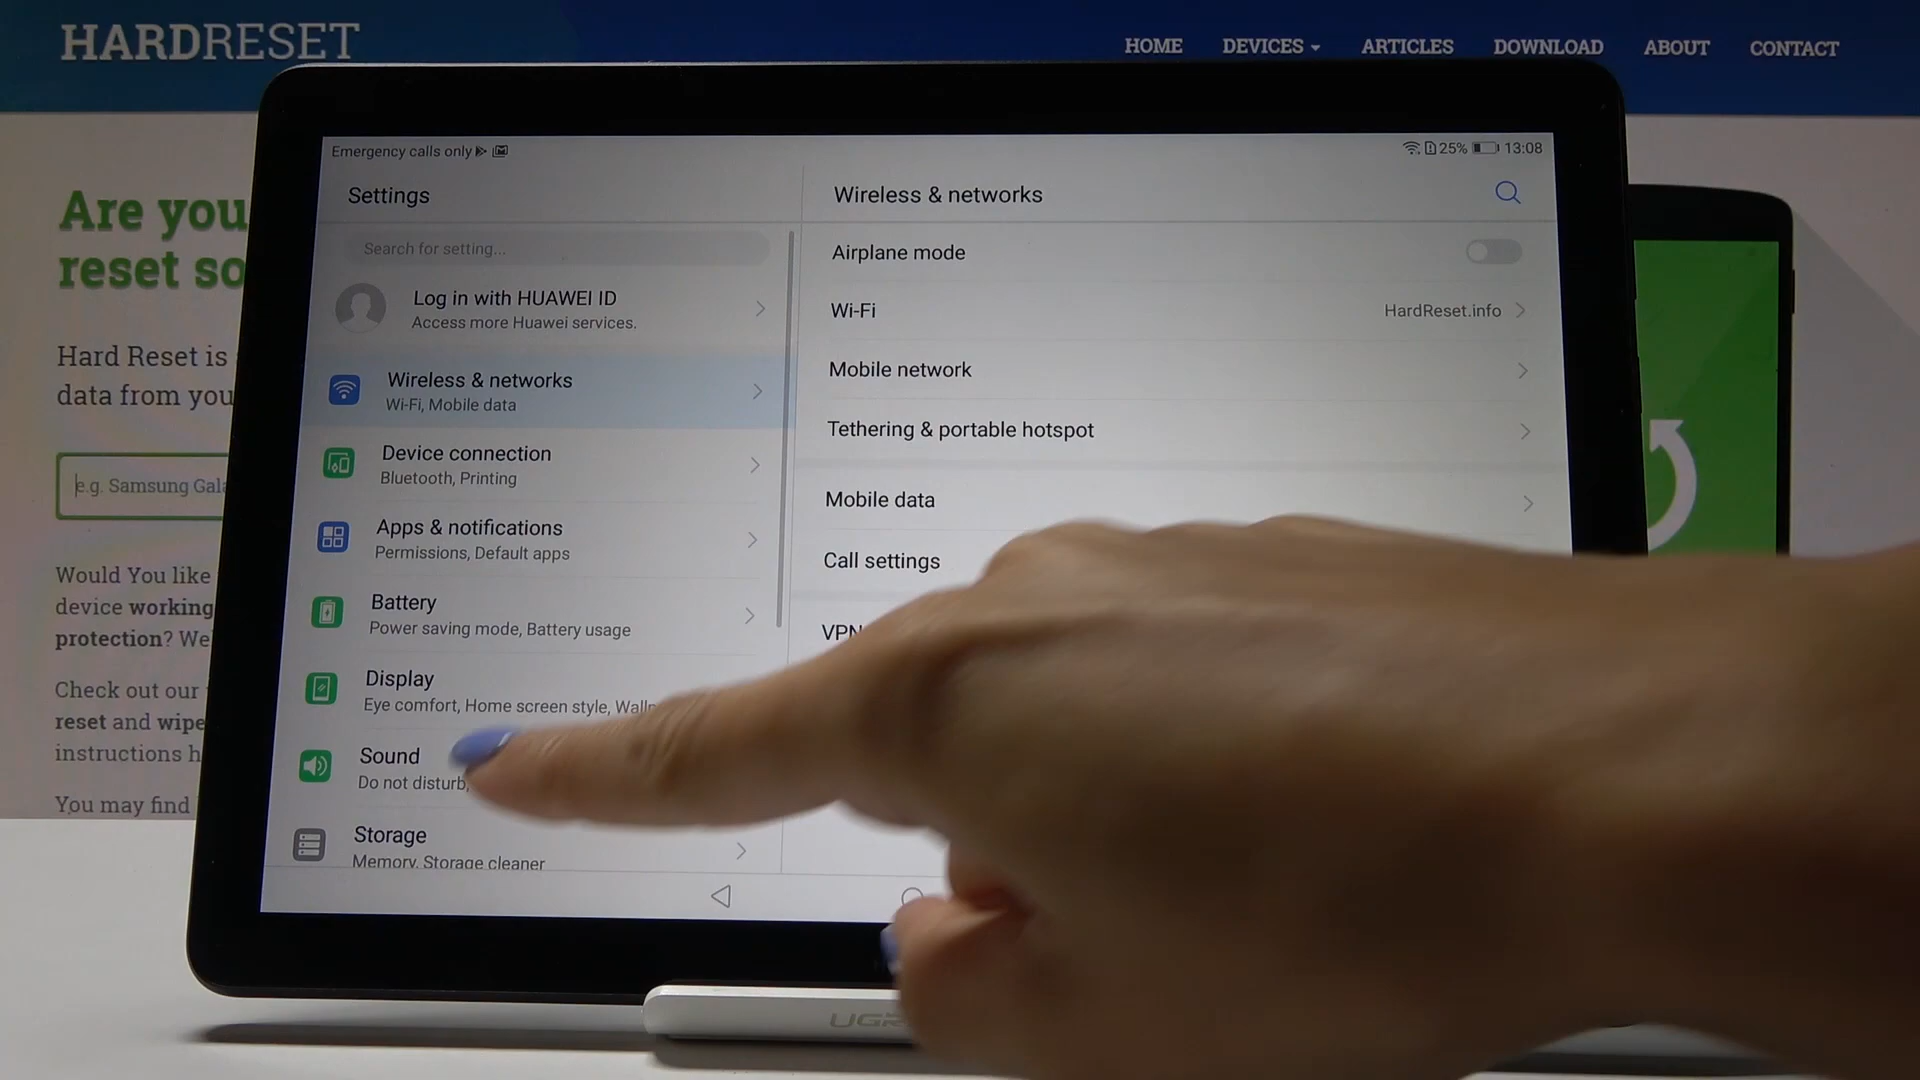 HARDRESET
HOME DEVICES ARTICLES DOWNLOAD ABOUT CONTACT
Are you
reset so
Hard Reset is
data from you
e.g. Samsung Gala
Would You like
device working
protection? We
Check out our
reset and wipe
instructions h
You may find
Emergency calls only
25% 13:08
Settings
Search for setting...
Log in with HUAWEI ID
Access more Huawei services.
Wireless & networks
Wi-Fi, Mobile data
Device connection
Bluetooth, Printing
Apps & notifications
Permissions, Default apps
Battery
Power saving mode, Battery usage
Display
Eye comfort, Home screen style, Wallp
Sound
Do not disturb,
Storage
Memory, Storage cleaner
Wireless & networks
Airplane mode
Wi-Fi HardReset.info
Mobile network
Tethering & portable hotspot
Mobile data
Call settings
VPN
UGR